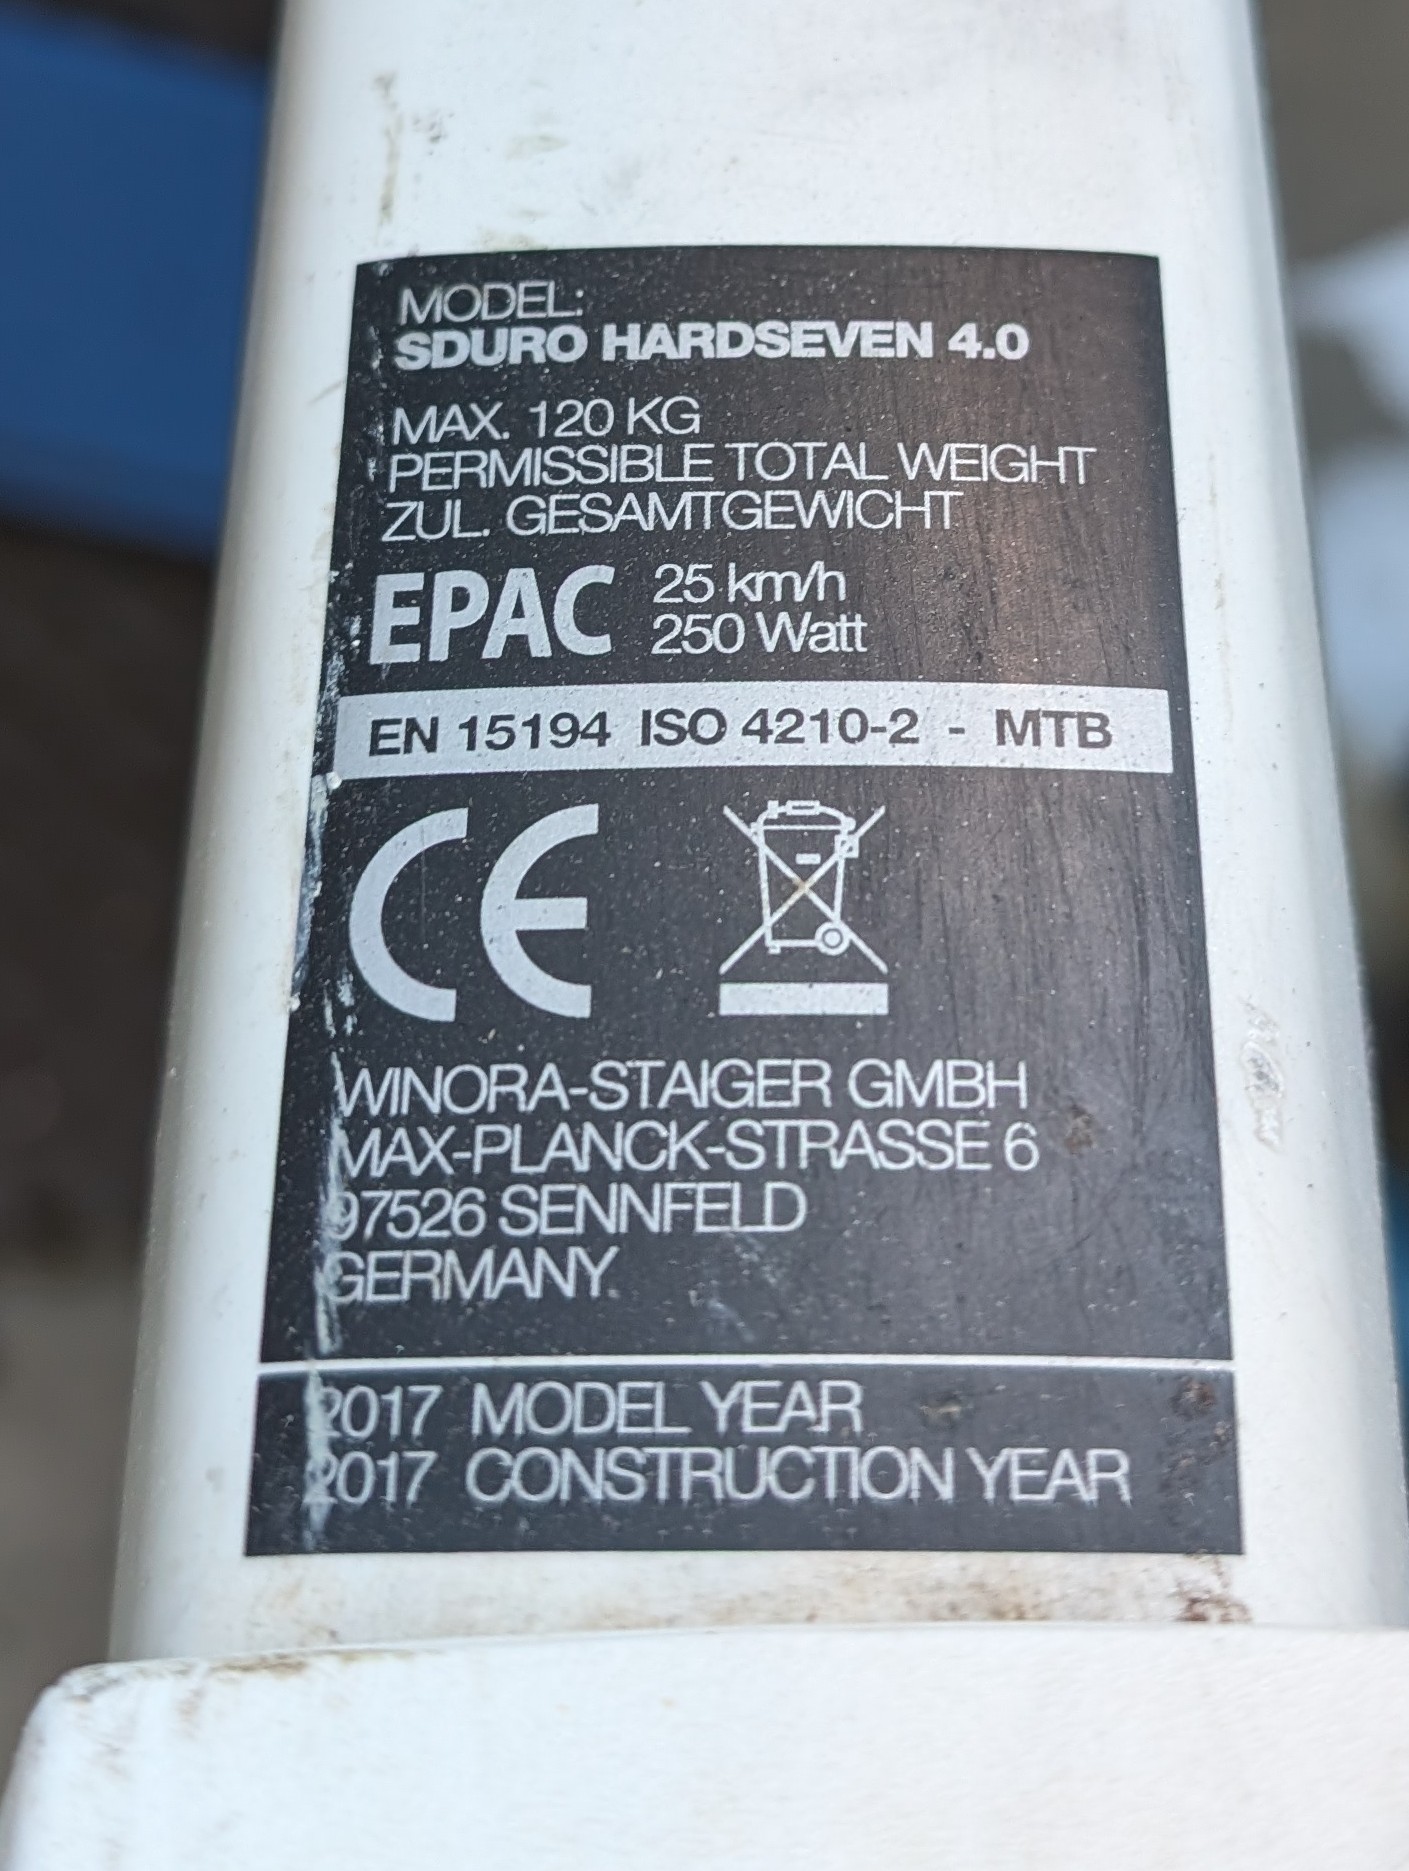 MODEL:
SDURO HARDSEVEN 4.0
MAX. 120 KG
PERMISSIBLE TOTAL WEIGHT
ZUL. GESAMTGEWICHT
EPAC 25 km/h
250 Watt
EN 15194 ISO 4210-2 - MTB
CE
WINORA-STAIGER GMBH
MAX-PLANCK-STRASSE 6
97526 SENNFELD
GERMANY
2017 MODEL YEAR
2017 CONSTRUCTION YEAR